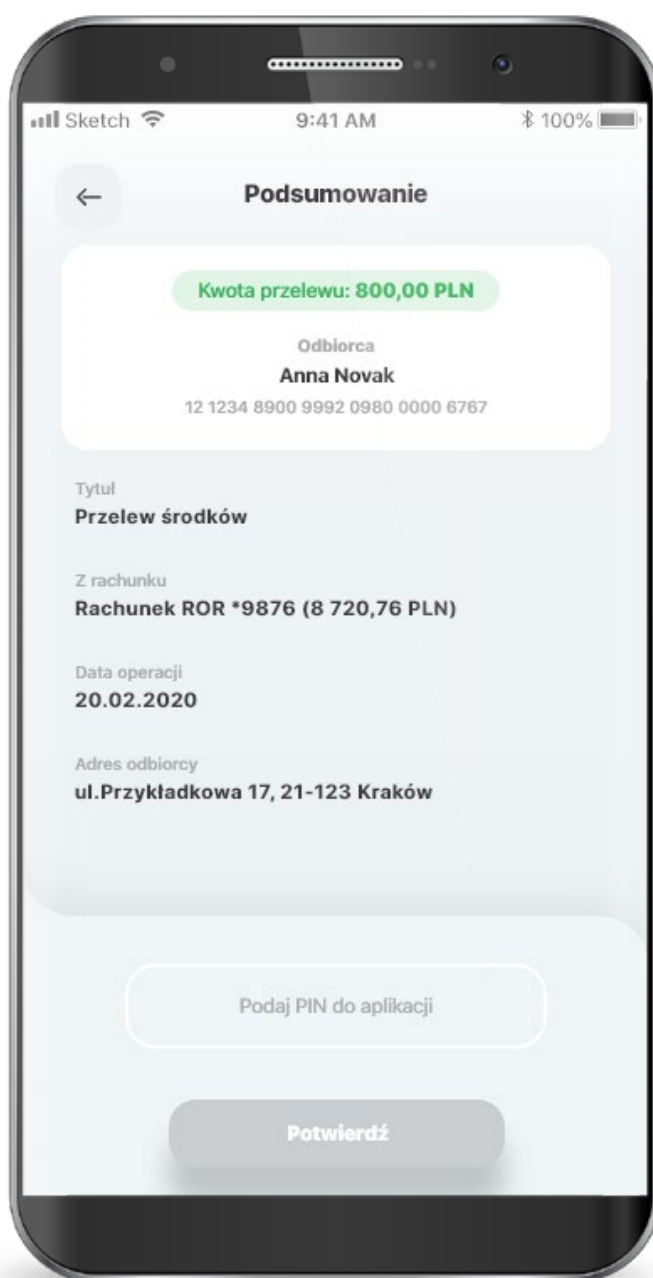 Sketch 9:41 AM 100%
Podsumowanie
Kwota przelewu: 800,00 PLN
Odbiorca
Anna Novak
12 1234 8900 9992 0980 0000 6767
Tytuł
Przelew środków
Z rachunku
Rachunek ROR *9876 (8 720,76 PLN)
Data operacji
20.02.2020
Adres odbiorcy
ul.Przykładkowa 17, 21-123 Kraków
Podaj PIN do aplikacji
Potwierdź